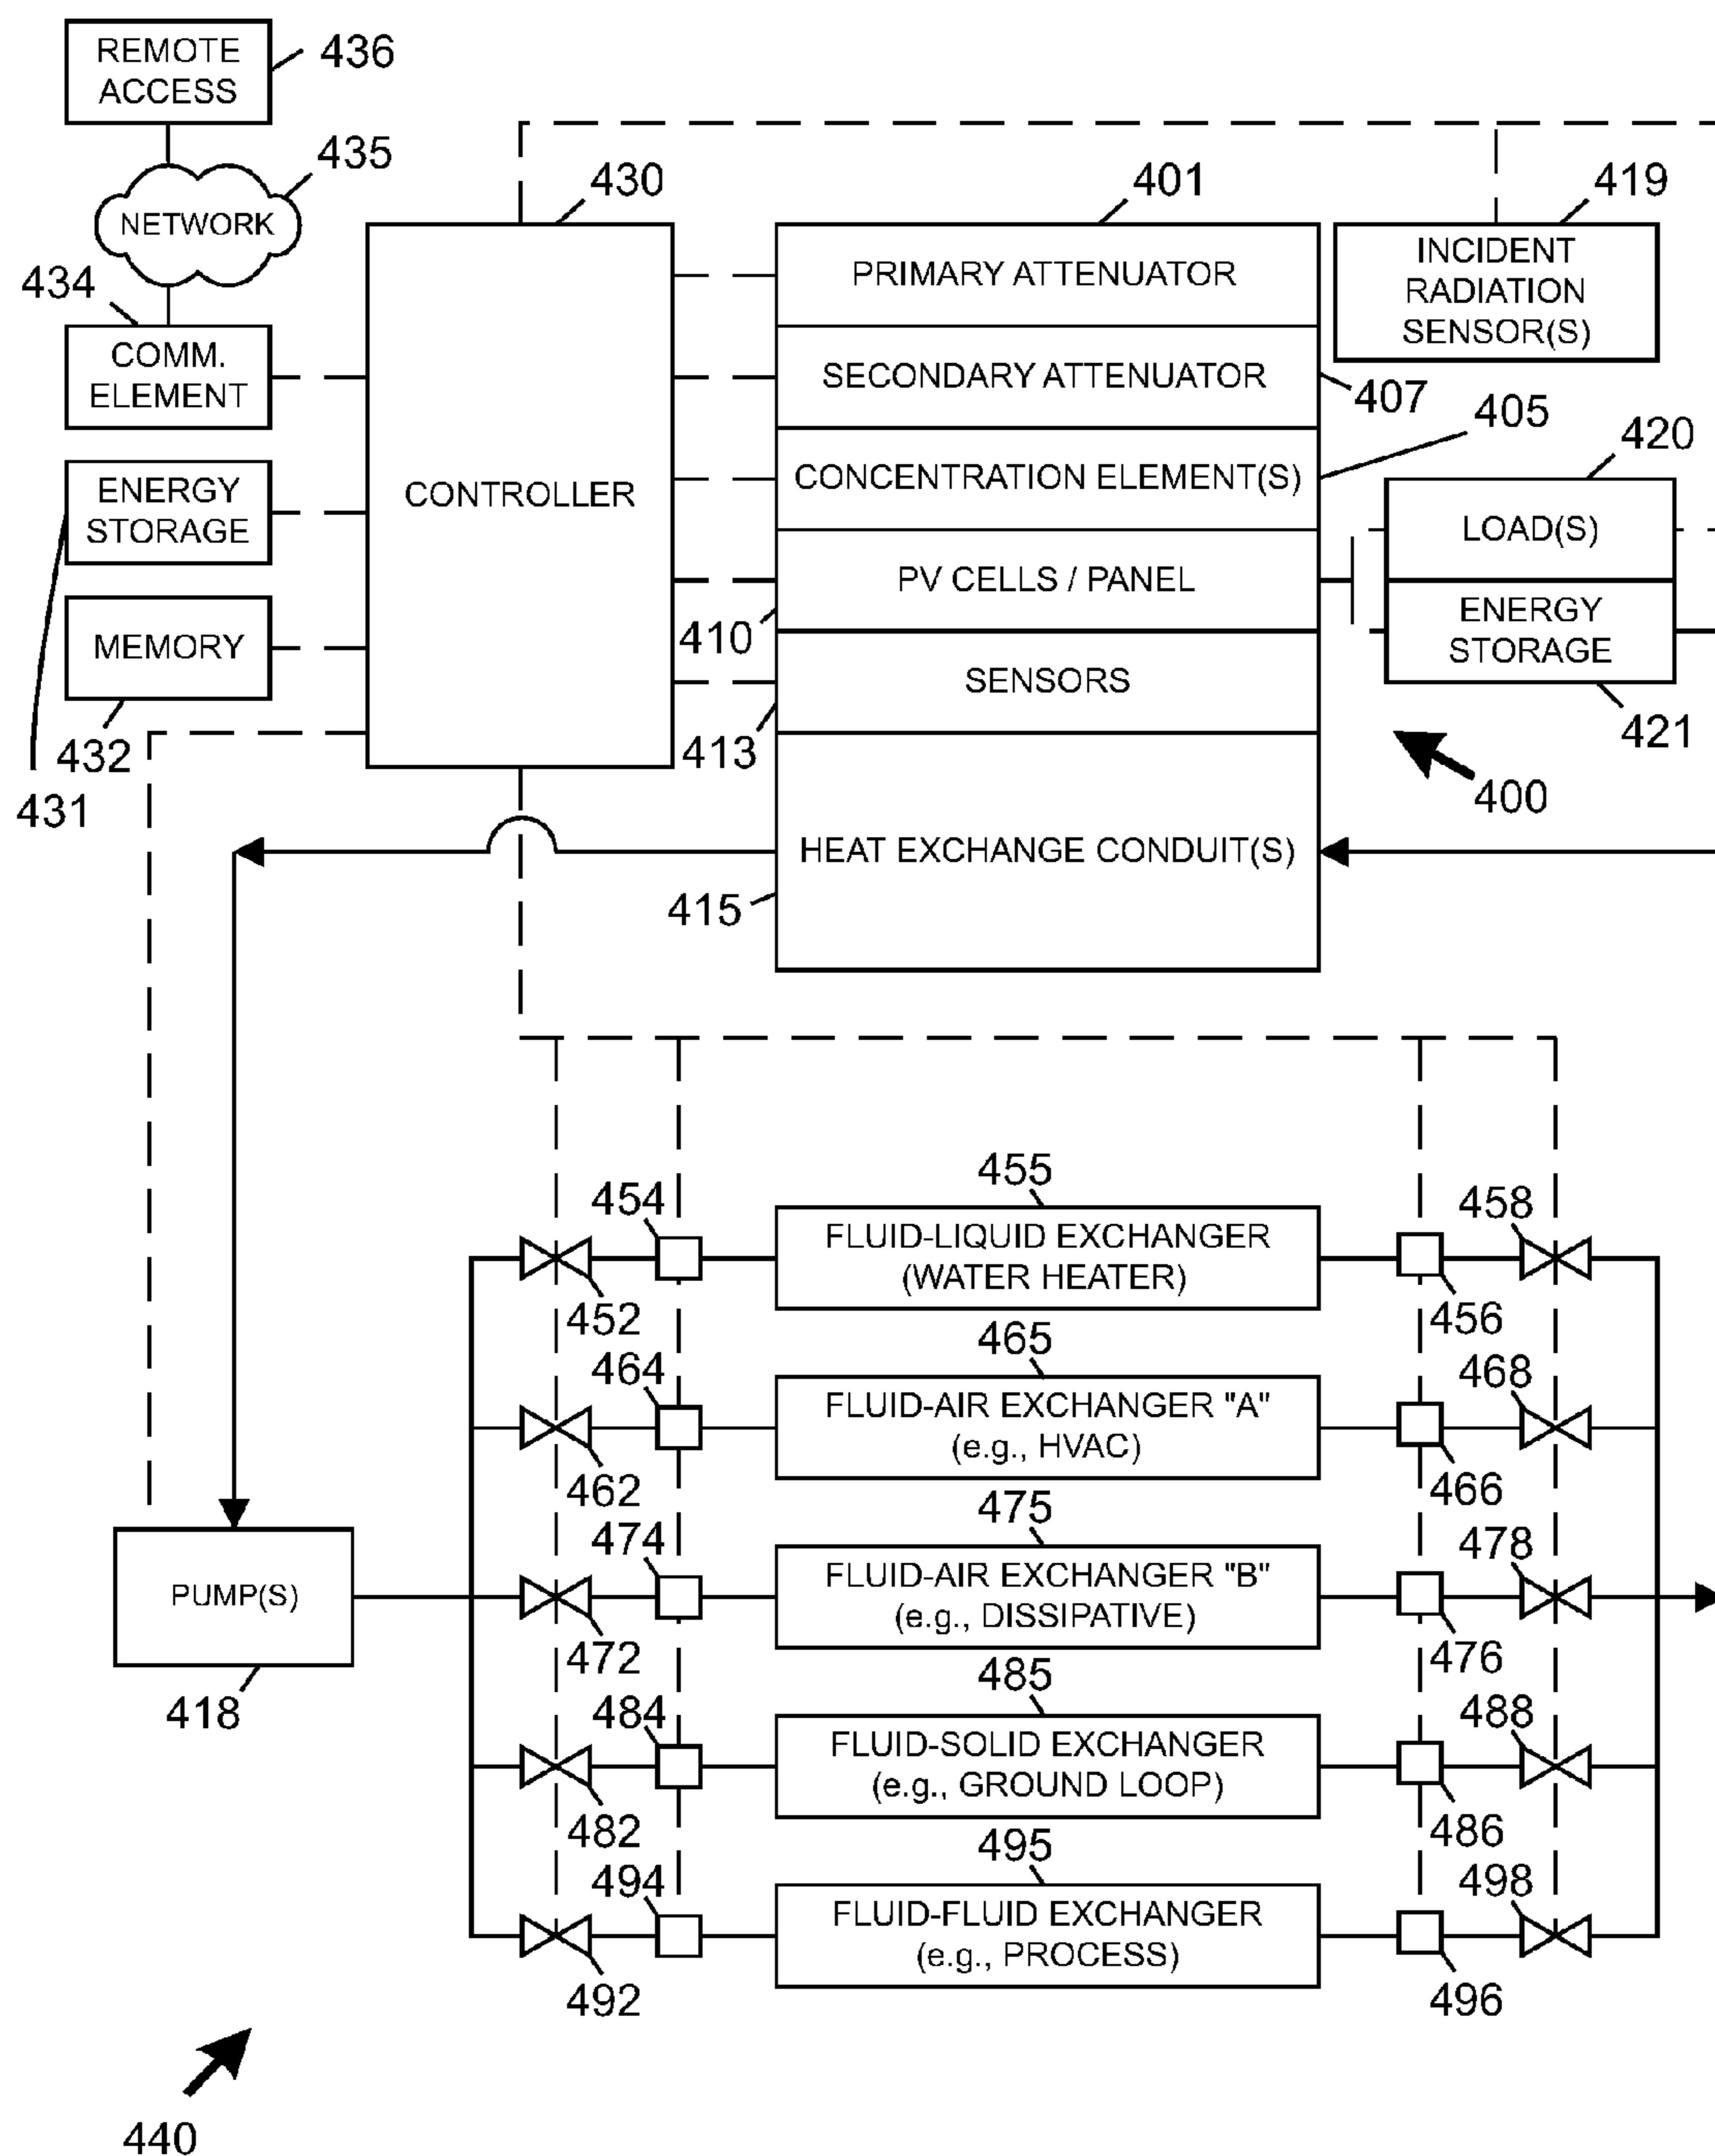 REMOTE
ACCESS
436
435
NETWORK
434
COMM.
ELEMENT
ENERGY
STORAGE
MEMORY
432
431
430
CONTROLLER
401
PRIMARY ATTENUATOR
SECONDARY ATTENUATOR
407
CONCENTRATION ELEMENT(S)
405
PV CELLS / PANEL
410
SENSORS
413
HEAT EXCHANGE CONDUIT(S)
415
419
INCIDENT
RADIATION
SENSOR(S)
420
LOAD(S)
ENERGY
STORAGE
421
400
455
454
FLUID-LIQUID EXCHANGER
(WATER HEATER)
458
452
456
465
464
FLUID-AIR EXCHANGER "A"
(e.g., HVAC)
468
462
466
475
474
FLUID-AIR EXCHANGER "B"
(e.g., DISSIPATIVE)
478
472
476
PUMP(S)
418
485
484
FLUID-SOLID EXCHANGER
(e.g., GROUND LOOP)
488
482
486
495
494
FLUID-FLUID EXCHANGER
(e.g., PROCESS)
498
492
496
440